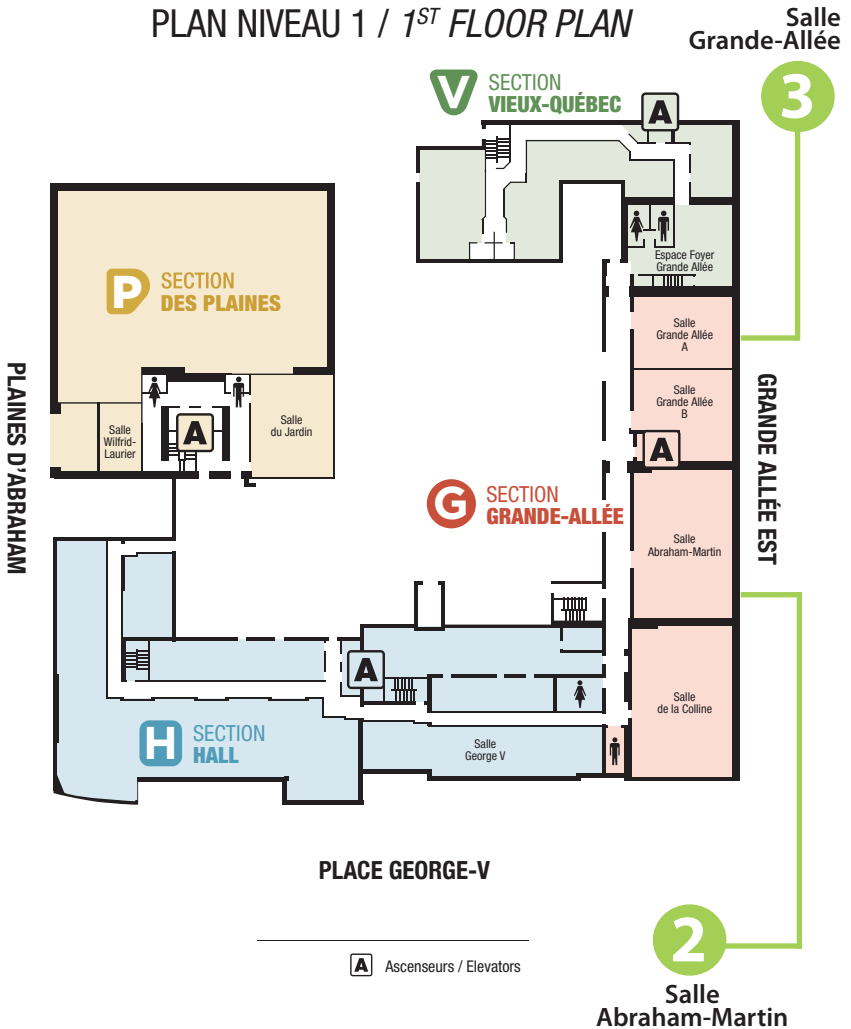 PLAN NIVEAU 1 / 1ST FLOOR PLAN
Salle
Grande-Allée
3
V
SECTION
VIEUX-QUÉBEC
A
Espace Foyer
Grande Allée
P
SECTION
DES PLAINES
Salle
Grande Allée
A
Salle
Grande Allée
B
A
Salle
Wilfrid-
Laurier
A
Salle
du Jardin
PLAINES D'ABRAHAM
GRANDE ALLÉE EST
G
SECTION
GRANDE-ALLÉE
Salle
Abraham-Martin
A
Salle
de la Colline
H
SECTION
HALL
Salle
George V
PLACE GEORGE-V
A Ascenseurs / Elevators
2
Salle
Abraham-Martin